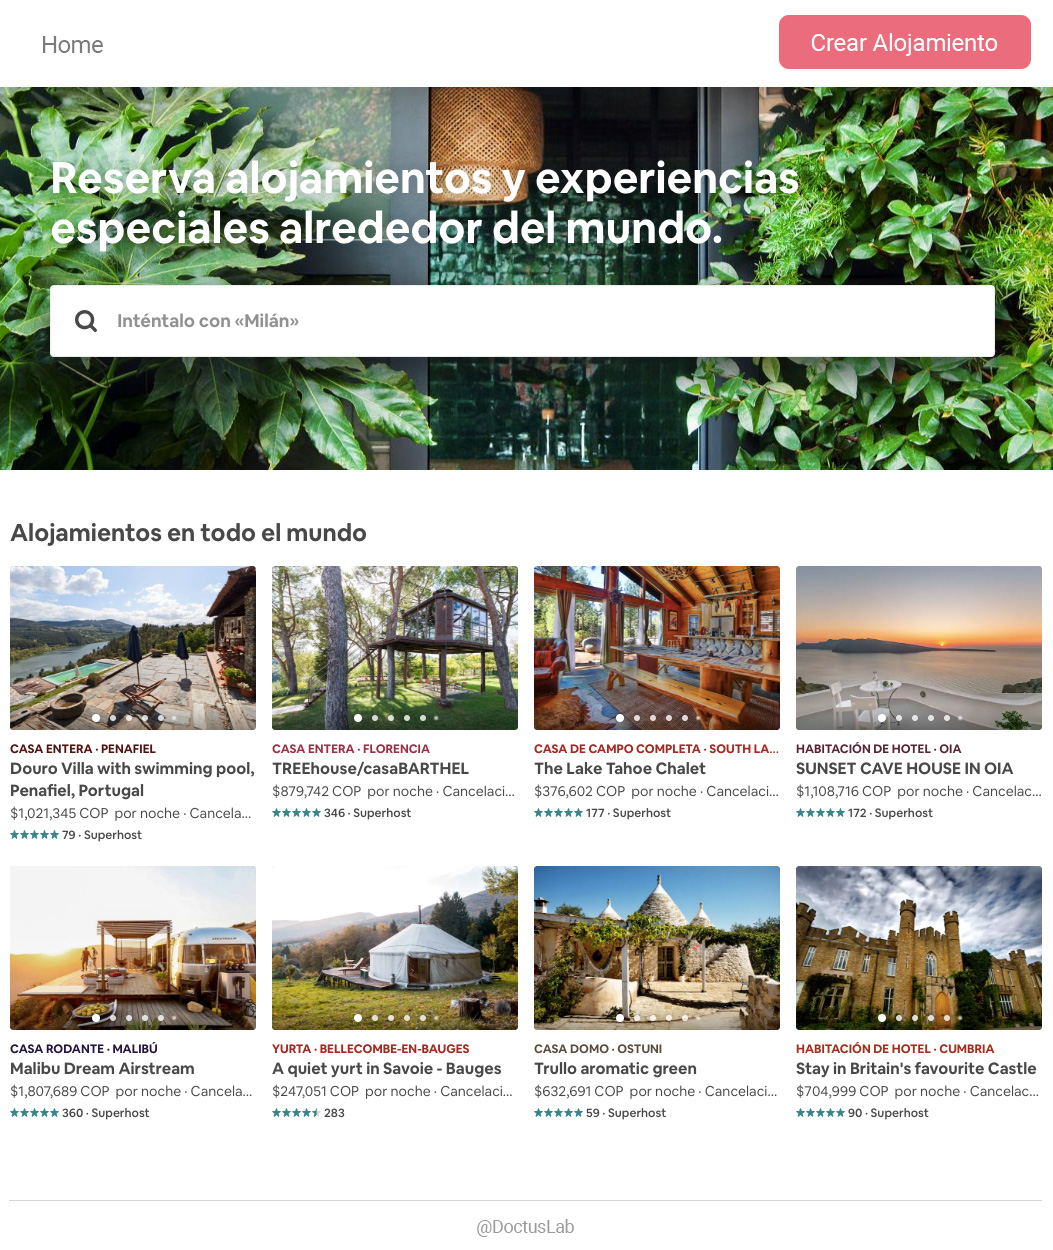 Home
Crear Alojamiento
Reserva alojamientos y experiencias
especiales alrededor del mundo.
Inténtalo con «Milán»
Alojamientos en todo el mundo
CASA ENTERA · PENAFIEL
Douro Villa with swimming pool,
Penafiel, Portugal
$1,021,345 COP por noche · Cancela...
79 · Superhost
CASA ENTERA · FLORENCIA
TREEhouse/casaBARTHEL
$879,742 COP por noche · Cancelaci...
346 · Superhost
CASA DE CAMPO COMPLETA · SOUTH LA...
The Lake Tahoe Chalet
$376,602 COP por noche · Cancelaci...
177 · Superhost
HABITACIÓN DE HOTEL · OIA
SUNSET CAVE HOUSE IN OIA
$1,108,716 COP por noche · Cancelac...
172 · Superhost
CASA RODANTE · MALIBÚ
Malibu Dream Airstream
$1,807,689 COP por noche · Cancela...
360 · Superhost
YURTA · BELLECOMBE-EN-BAUGES
A quiet yurt in Savoie - Bauges
$247,051 COP por noche · Cancelaci...
283
CASA DOMO · OSTUNI
Trullo aromatic green
$632,691 COP por noche · Cancelaci...
59 · Superhost
HABITACIÓN DE HOTEL · CUMBRIA
Stay in Britain's favourite Castle
$704,999 COP por noche · Cancelac...
90 · Superhost
@DoctusLab